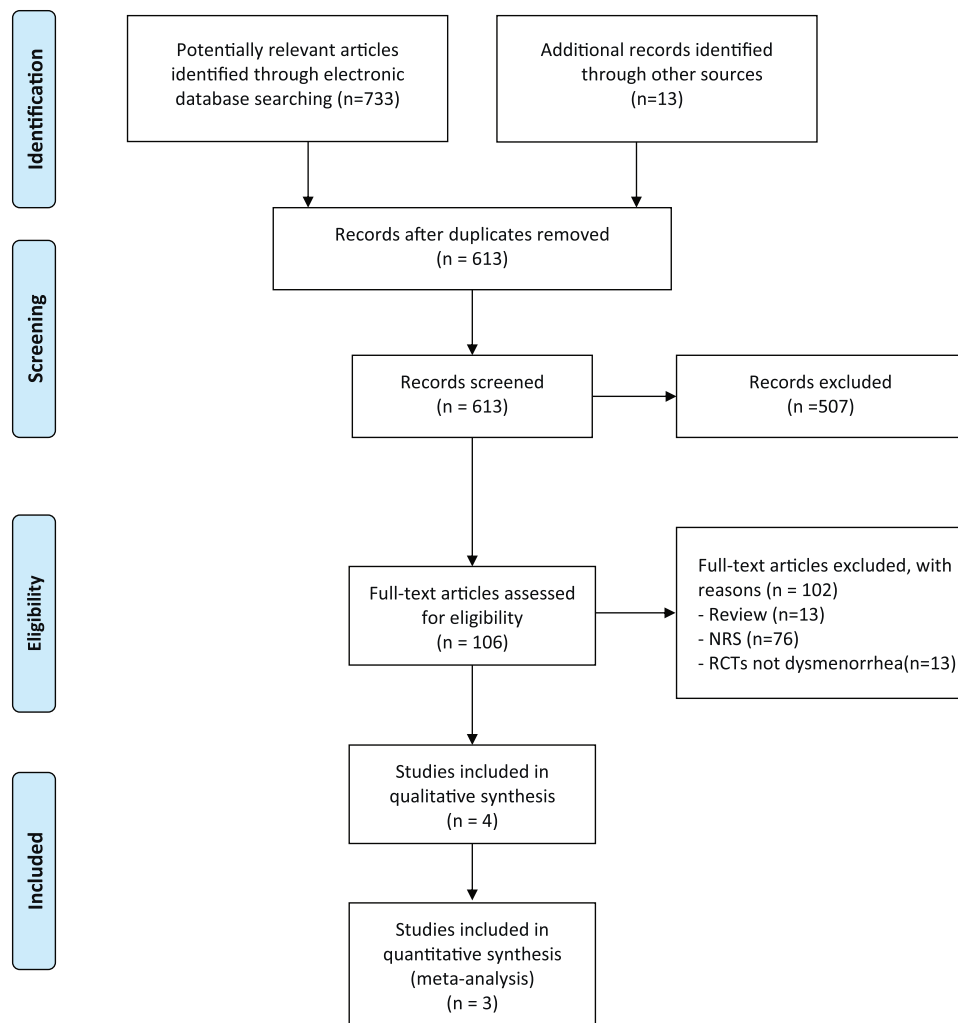 Identification
Potentially relevant articles
identified through electronic
database searching (n=733)
Additional records identified
through other sources
(n=13)
Records after duplicates removed
(n = 613)
Screening
Records screened
(n = 613)
Records excluded
(n =507)
Eligibility
Full-text articles assessed
for eligibility
(n = 106)
Full-text articles excluded, with
reasons (n = 102)
- Review (n=13)
- NRS (n=76)
- RCTs not dysmenorrhea(n=13)
Included
Studies included in
qualitative synthesis
(n = 4)
Studies included in
quantitative synthesis
(meta-analysis)
(n = 3)